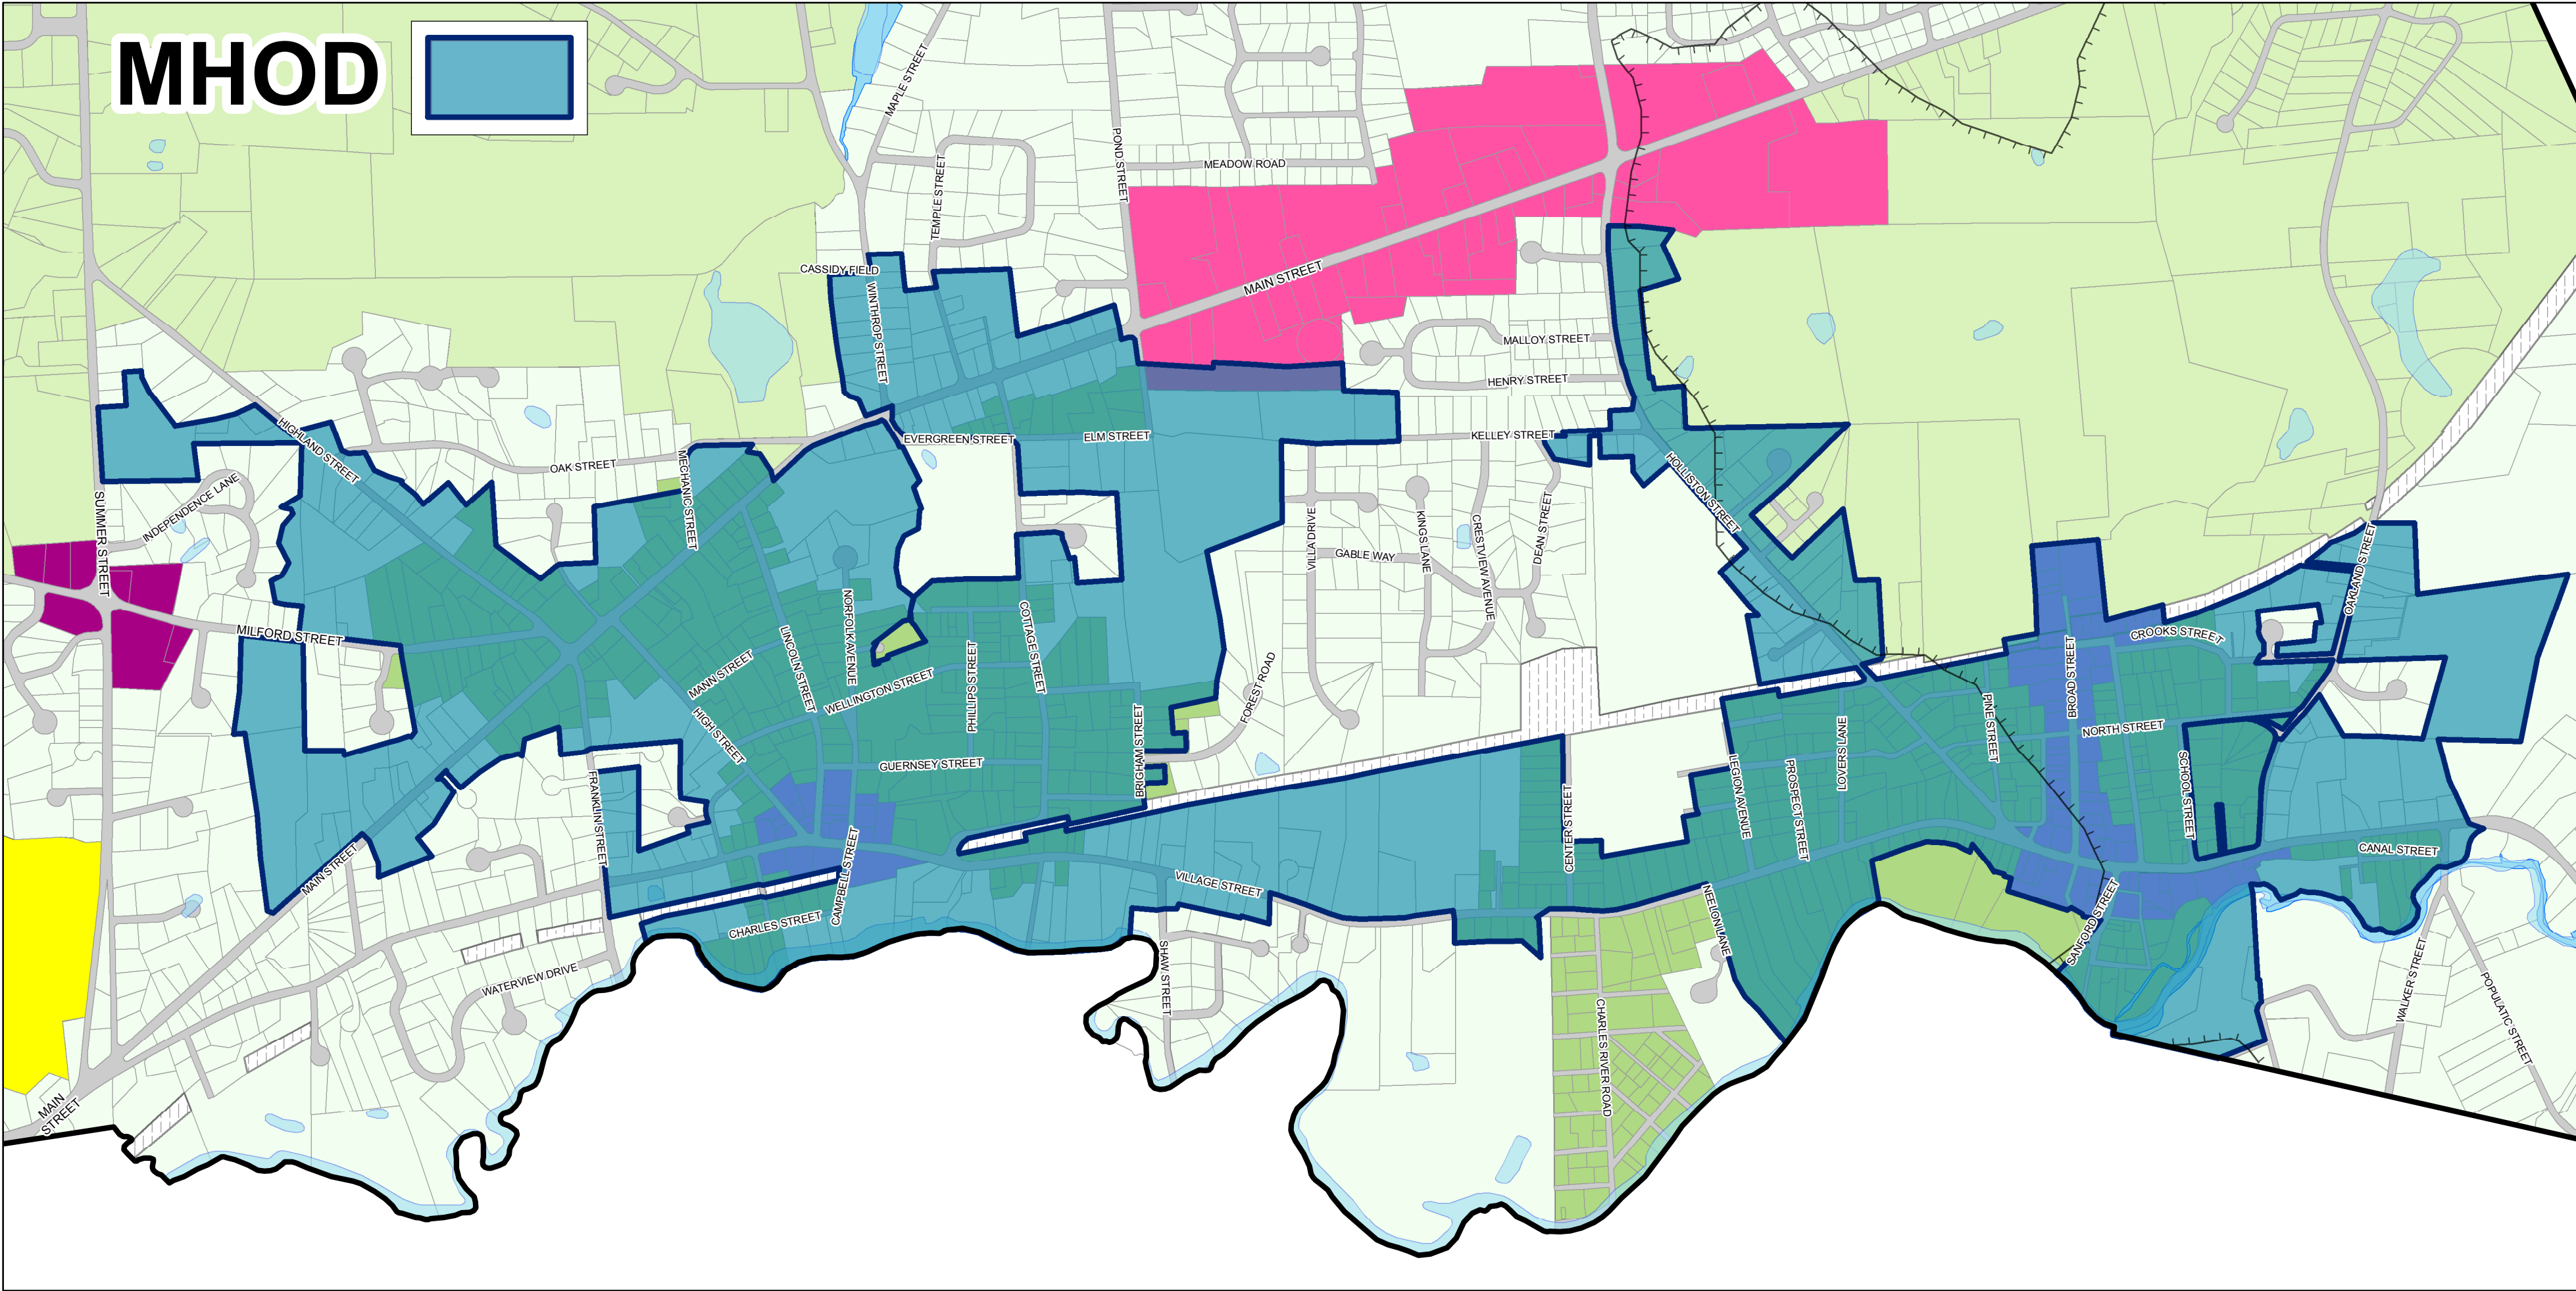 MHOD
MAPLE STREET
POND STREET
TEMPLE STREET
MEADOW ROAD
CASSIDY FIELD
WINTHROP STREET
MAIN STREET
MALLOY STREET
HENRY STREET
HIGHLAND STREET
OAK STREET
MECHANIC STREET
EVERGREEN STREET
ELM STREET
KELLEY STREET
HOLLISTON STREET
SUMMER STREET
INDEPENDENCE LANE
VILLA DRIVE
KINGS LANE
CRESTVIEW AVENUE
DEAN STREET
GABLE WAY
OAKLAND STREET
MILFORD STREET
MANN STREET
LINCOLN STREET
NORFOLK AVENUE
WELLINGTON STREET
PHILLIPS STREET
COTTAGE STREET
FOREST ROAD
CROOKS STREET
BROAD STREET
PINE STREET
NORTH STREET
HIGH STREET
GUERNSEY STREET
BRIGHAM STREET
LEGION AVENUE
PROSPECT STREET
LOVERS LANE
SCHOOL STREET
FRANKLIN STREET
CENTER STREET
CANAL STREET
MAIN STREET
CAMPBELL STREET
VILLAGE STREET
CHARLES STREET
NEELON LANE
SANFORD STREET
SHAW STREET
WATERVIEW DRIVE
WALKER STREET
POPULATIC STREET
CHARLES RIVER ROAD
MAIN
STREET